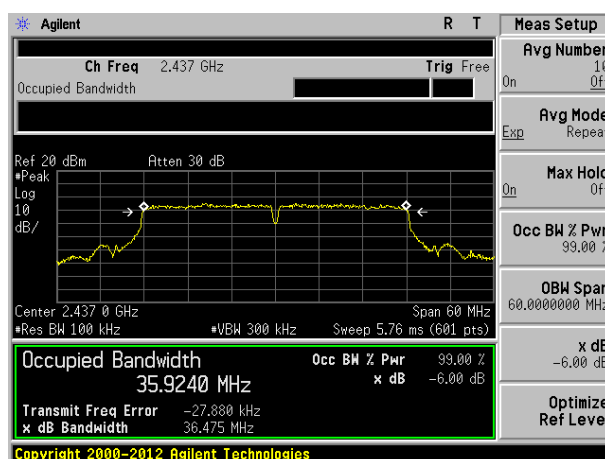 Agilent R T
Ch Freq 2.437 GHz Trig Free
Occupied Bandwidth
Ref 20 dBm Atten 30 dB
#Peak
Log
10
dB/
Center 2.437 0 GHz Span 60 MHz
#Res BW 100 kHz #VBW 300 kHz Sweep 5.76 ms (601 pts)
Occupied Bandwidth Occ BW % Pwr 99.00 %
35.9240 MHz x dB -6.00 dB
Transmit Freq Error -27.880 kHz
x dB Bandwidth 36.475 MHz
Copyright 2000-2012 Agilent Technologies
Meas Setup
Avg Number
10
On Of
Avg Mode
Exp Repeat
Max Hold
On Of
Occ BW % Pwr
99.00 %
OBW Span
60.0000000 MHz
x dB
-6.00 dB
Optimize
Ref Level